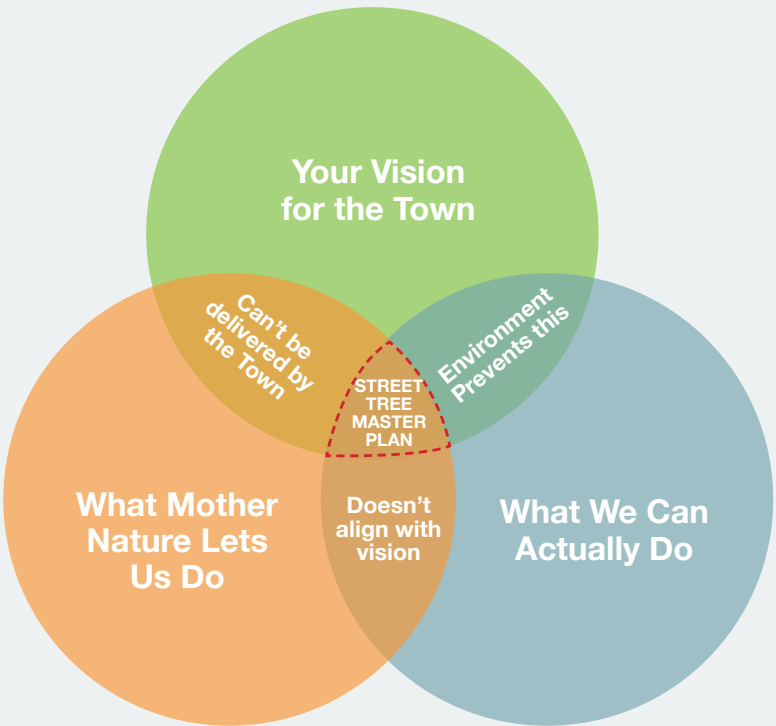 Your Vision
for the Town
Can't be
delivered by
the Town
Environment
Prevents this
STREET
TREE
MASTER
PLAN
What Mother
Nature Lets
Us Do
Doesn't
align with
vision
What We Can
Actually Do